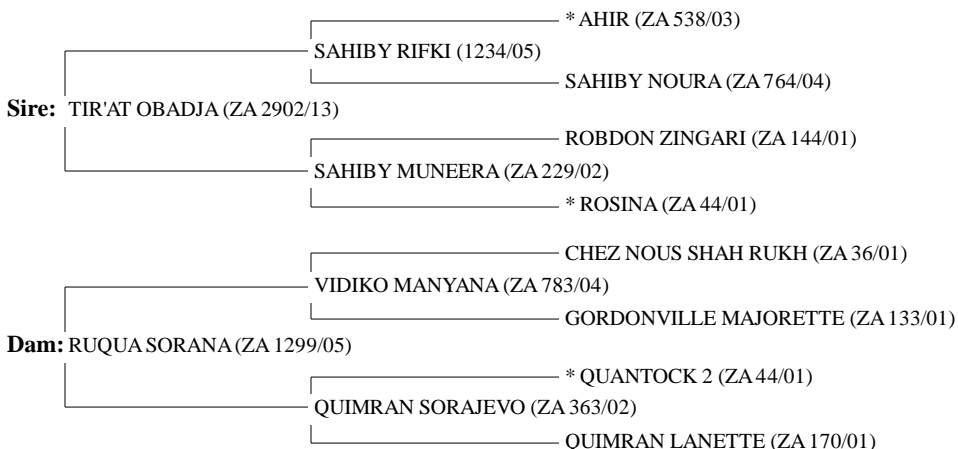 * AHIR (ZA 538/03)
SAHIBY RIFKI (1234/05)
SAHIBY NOURA (ZA 764/04)
Sire: TIR'AT OBADJA (ZA 2902/13)
ROBDON ZINGARI (ZA 144/01)
SAHIBY MUNEERA (ZA 229/02)
* ROSINA (ZA 44/01)
CHEZ NOUS SHAH RUKH (ZA 36/01)
VIDIKO MANYANA (ZA 783/04)
GORDONVILLE MAJORETTE (ZA 133/01)
Dam: RUQUA SORANA (ZA 1299/05)
* QUANTOCK 2 (ZA 44/01)
QUIMRAN SORAJEVO (ZA 363/02)
QUIMRAN LANETTE (ZA 170/01)